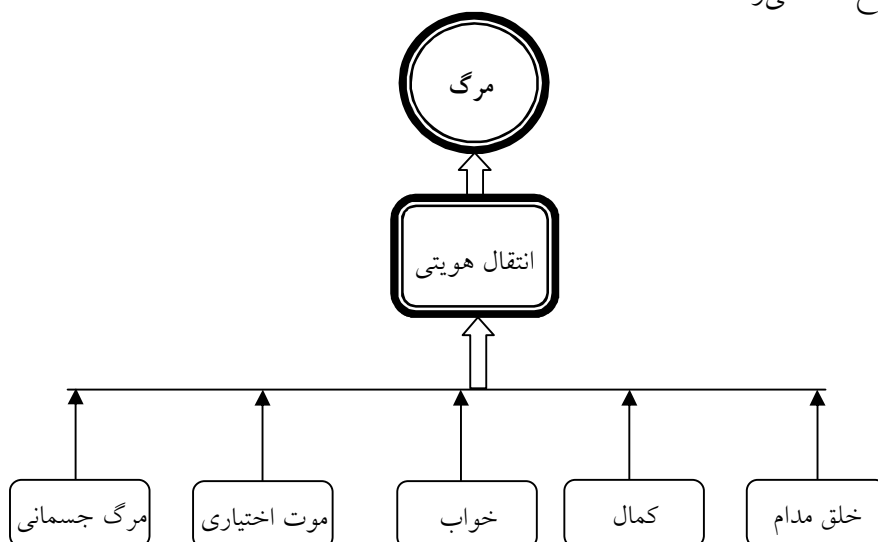 مرگ
انتقال هویتی
خلق مدام
کمال
خواب
موت اختیاری
مرگ جسمانی